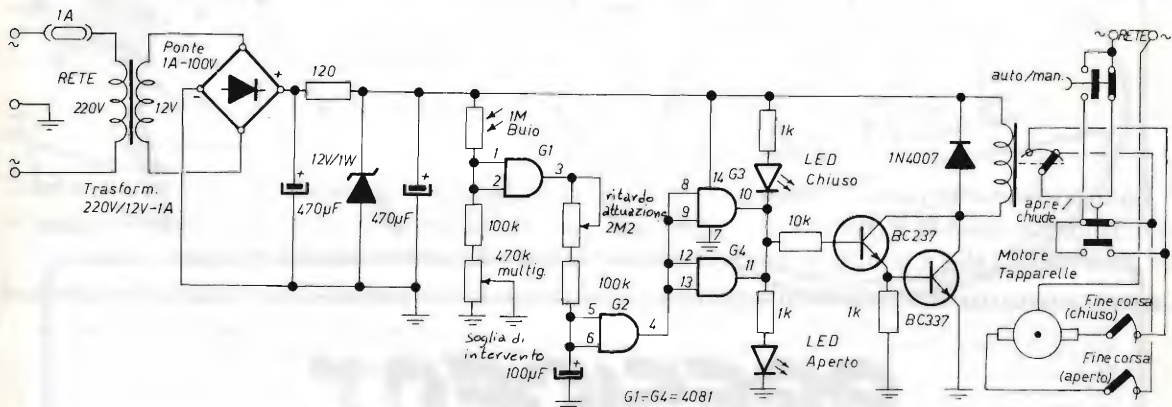 1A
~
RETE
220V
12V
~
Trasform.
220V/12V-1A
Ponte
1A-100V
-
+
120
+
470µF
12V/1W
470µF
+
1M
Buio
1
2
G1
3
100k
470k
multig.
soglia di
intervento
ritardo
attuazione
2M2
100k
5
6
G2
4
+
100µF
8
9
14
G3
10
7
12
13
G4
11
G1-G4=4081
1k
LED
Chiuso
10k
1k
LED
Aperto
BC237
1k
BC337
1N4007
~
RETE
~
auto/man.
apre/
chiude
Motore
Tapparelle
Fine corsa
(chiuso)
Fine corsa
(aperto)